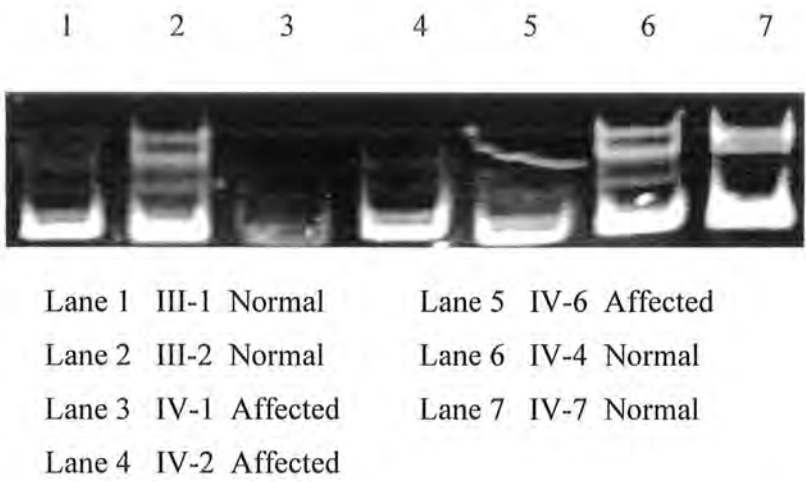 1 2 3 4 5 6 7
Lane 1 III-1 Normal
Lane 2 III-2 Normal
Lane 3 IV-1 Affected
Lane 4 IV-2 Affected
Lane 5 IV-6 Affected
Lane 6 IV-4 Normal
Lane 7 IV-7 Normal